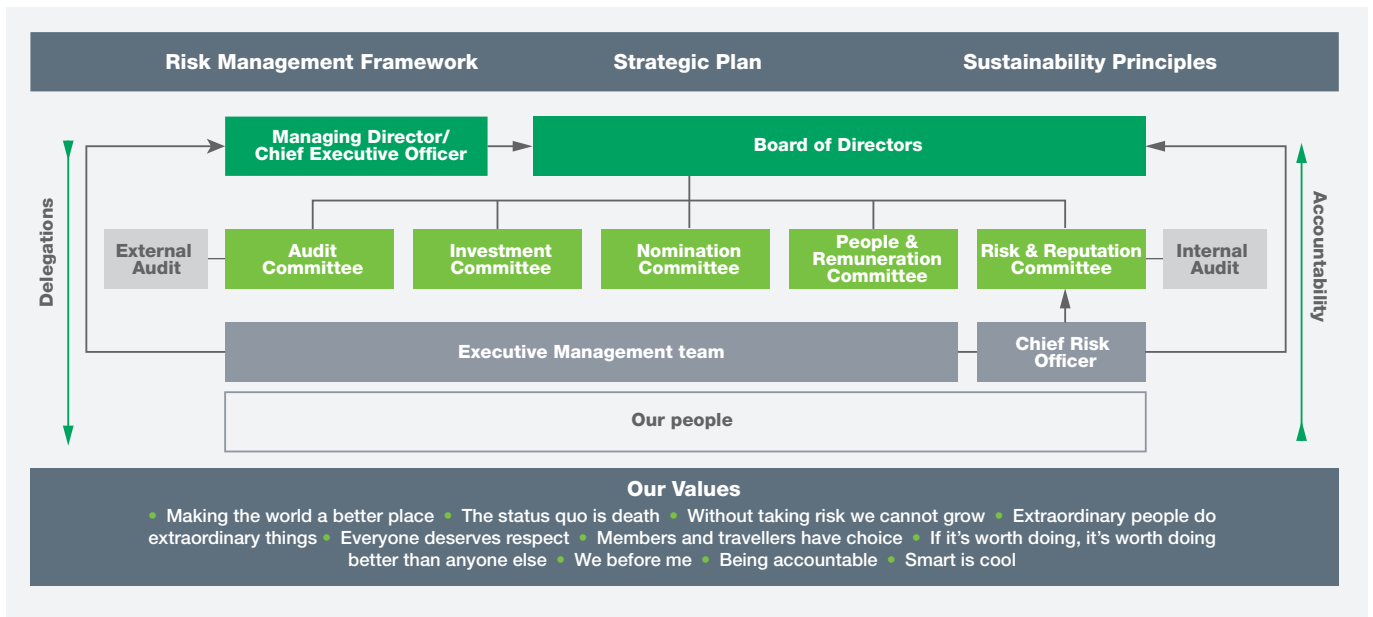 Risk Management Framework
Strategic Plan
Sustainability Principles
Managing Director/
Chief Executive Officer
Board of Directors
Delegations
Accountability
External
Audit
Audit
Committee
Investment
Committee
Nomination
Committee
People &
Remuneration
Committee
Risk & Reputation
Committee
Internal
Audit
Executive Management team
Chief Risk
Officer
Our people
Our Values
• Making the world a better place • The status quo is death • Without taking risk we cannot grow • Extraordinary people do
extraordinary things • Everyone deserves respect • Members and travellers have choice • If it's worth doing, it's worth doing
better than anyone else • We before me • Being accountable • Smart is cool